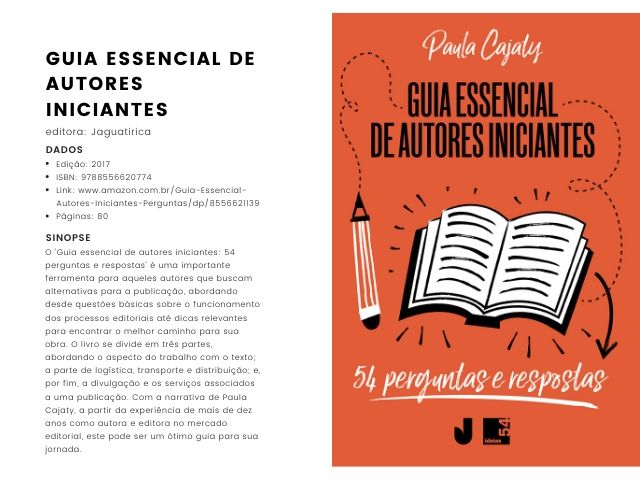 GUIA ESSENCIAL DE
AUTORES
INICIANTES
editora: Jaguatirica
DADOS
• Edição: 2017
• ISBN: 9788556620774
• Link: www.amazon.com.br/Guia-Essencial-
Autores-Iniciantes-Perguntas/dp/8556621139
• Páginas: 80
SINOPSE
O 'Guia essencial de autores iniciantes: 54
perguntas e respostas' é uma importante
ferramenta para aqueles autores que buscam
alternativas para a publicação, abordando
desde questões básicas sobre o funcionamento
dos processos editoriais até dicas relevantes
para encontrar o melhor caminho para sua
obra. O livro se divide em três partes,
abordando o aspecto do trabalho com o texto;
a parte de logística, transporte e distribuição; e,
por fim, a divulgação e os serviços associados
a uma publicação. Com a narrativa de Paula
Cajaty, a partir da experiência de mais de dez
anos como autora e editora no mercado
editorial, este pode ser um ótimo guia para sua
jornada.
Paula Cajaty
GUIA ESSENCIAL
DE AUTORES INICIANTES
54 perguntas e respostas
J
ideias
54